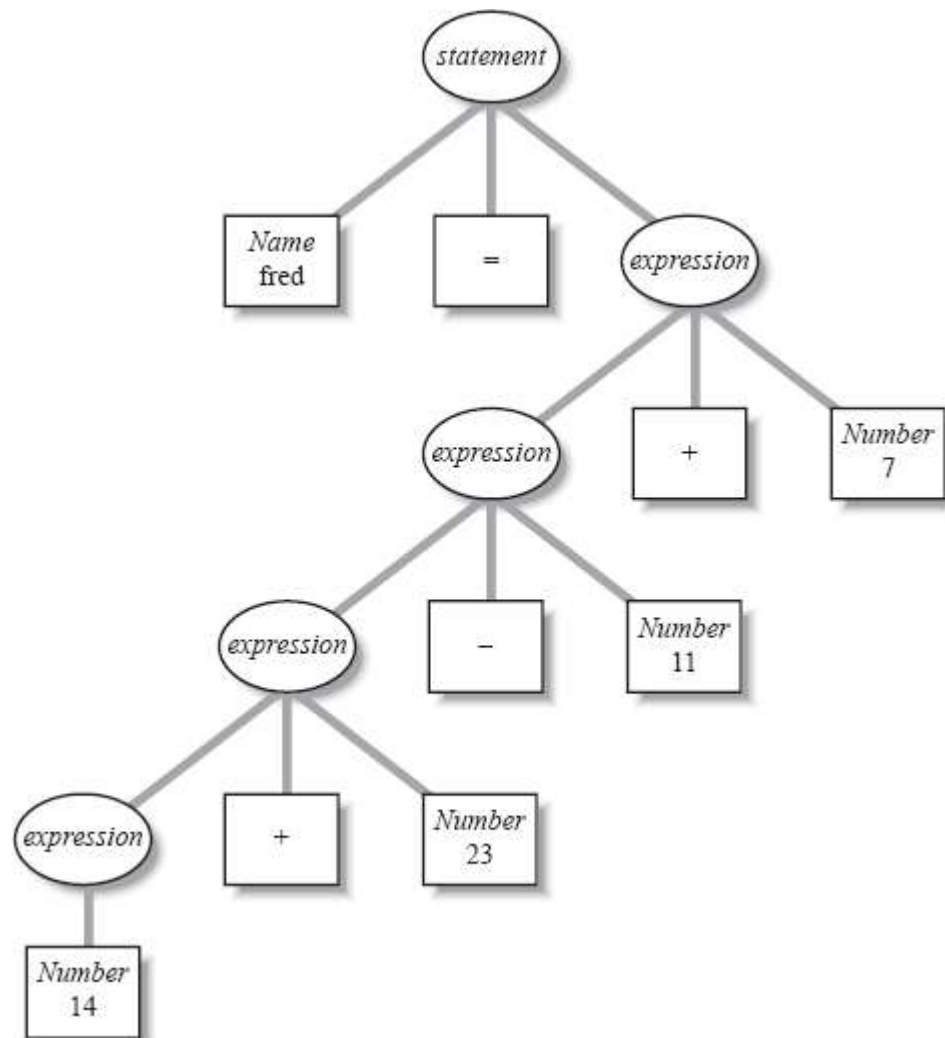 statement
Name
fred
=
expression
expression
+
Number
7
expression
–
Number
11
expression
+
Number
23
Number
14